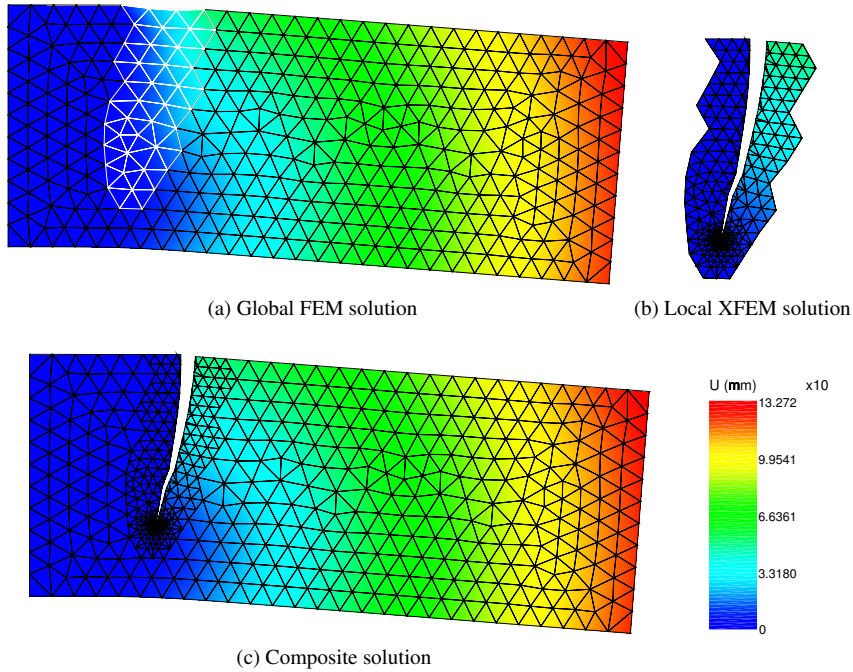 (a) Global FEM solution
(b) Local XFEM solution
U (mm) x10
13.272
9.9541
6.6361
3.3180
0
(c) Composite solution